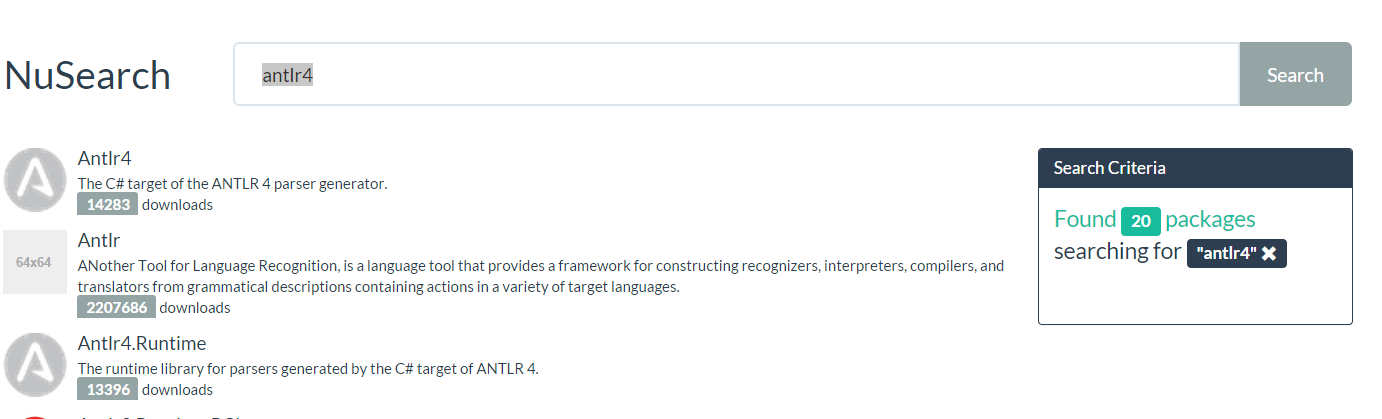 NuSearch
antlr4
Search
Antlr4
The C# target of the ANTLR 4 parser generator.
14283 downloads
64x64
Antlr
ANother Tool for Language Recognition, is a language tool that provides a framework for constructing recognizers, interpreters, compilers, and
translators from grammatical descriptions containing actions in a variety of target languages.
2207686 downloads
Antlr4.Runtime
The runtime library for parsers generated by the C# target of ANTLR 4.
13396 downloads
Search Criteria
Found 20 packages
searching for "antlr4" ✖